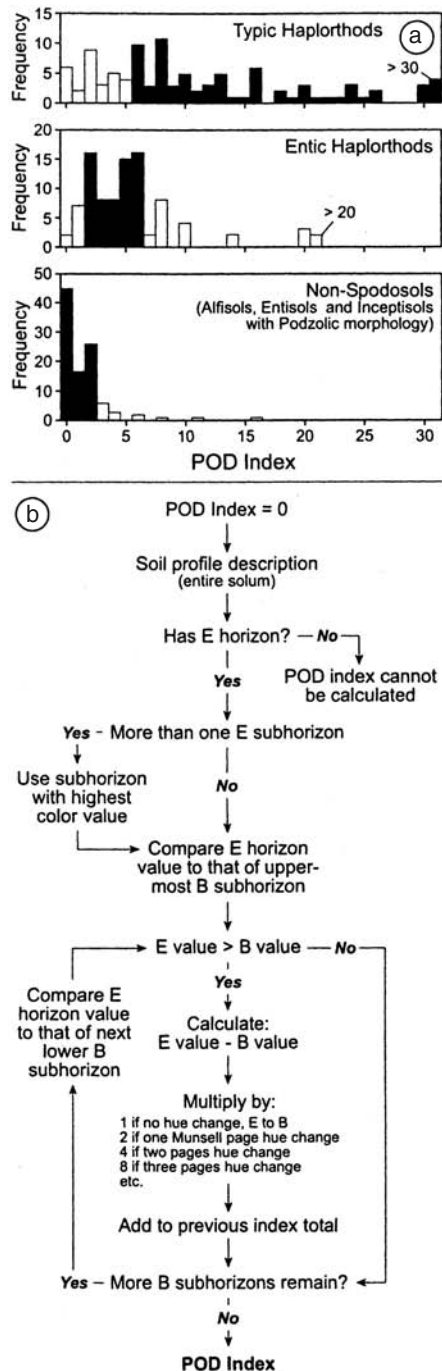 15
10
5
0
Frequency
Typic Haplorthods
a
> 30
20
15
10
5
0
Frequency
Entic Haplorthods
> 20
50
40
30
20
10
0
Frequency
Non-Spodosols
(Alfisols, Entisols and Inceptisols
with Podzolic morphology)
0 5 10 15 20 25 30
POD Index
b
POD Index = 0
Soil profile description
(entire solum)
Has E horizon? – No
POD index cannot
be calculated
Yes
Yes – More than one E subhorizon
Use subhorizon
with highest
color value
No
Compare E horizon
value to that of upper-
most B subhorizon
E value > B value – No
Yes
Compare E
horizon value
to that of next
lower B
subhorizon
Calculate:
E value - B value
Multiply by:
1 if no hue change, E to B
2 if one Munsell page hue change
4 if two pages hue change
8 if three pages hue change
etc.
Add to previous index total
Yes – More B subhorizons remain?
No
POD Index